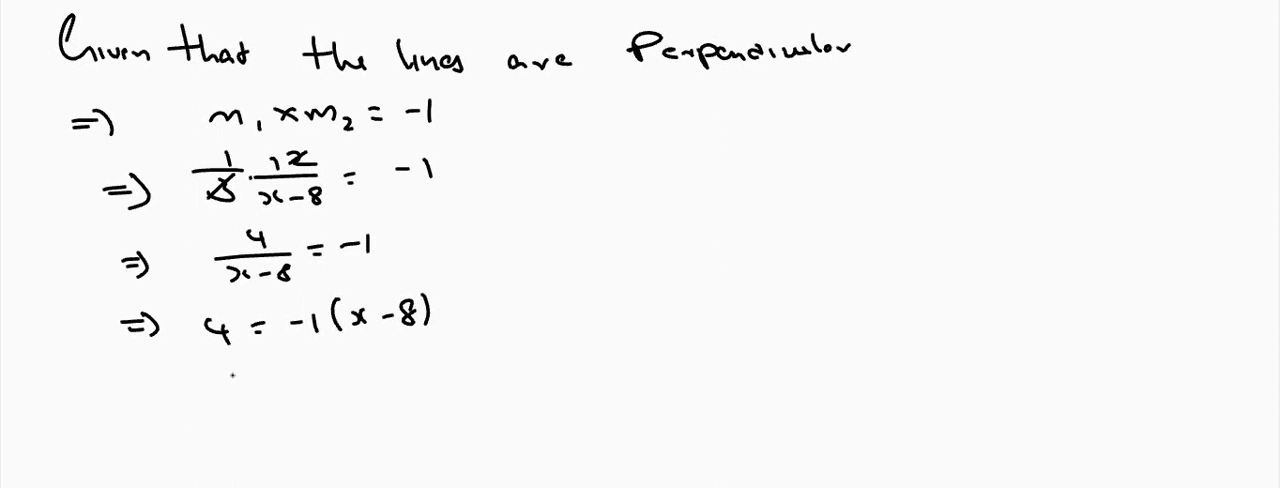 Given that the lines are Perpendicular
=> m₁ × m₂ = -1
=> 1/3 · 12/x-8 = -1
=> 4/x-8 = -1
=> 4 = -1(x-8)